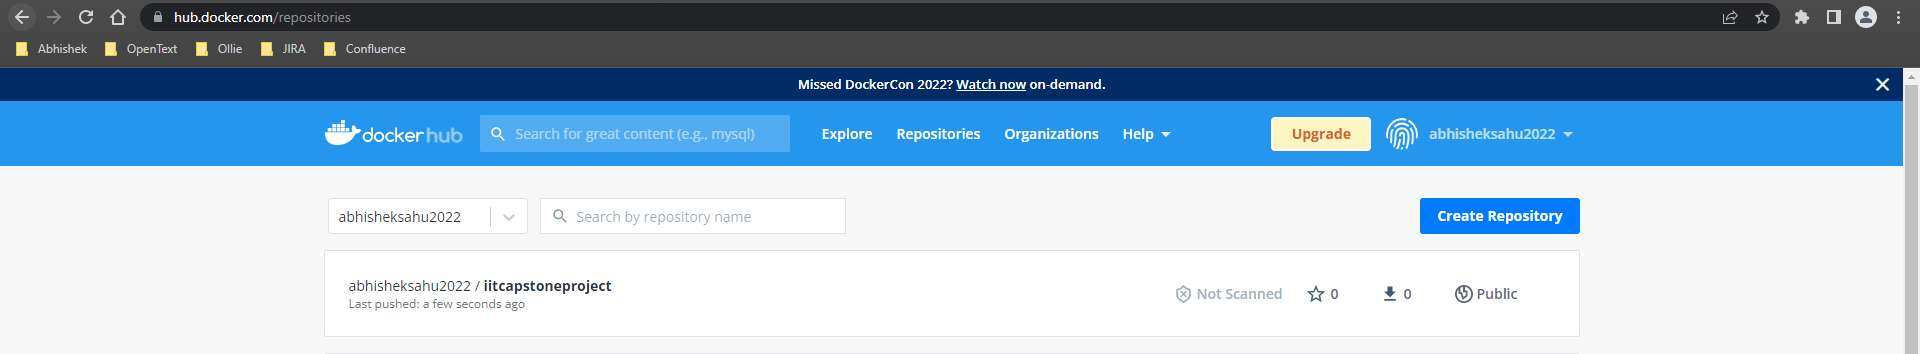 hub.docker.com/repositories
Abhishek OpenText Ollie JIRA Confluence
Missed DockerCon 2022? Watch now on-demand.
docker hub Search for great content (e.g., mysql) Explore Repositories Organizations Help Upgrade abhisheksahu2022
abhisheksahu2022 Search by repository name Create Repository
abhisheksahu2022 / iitcapstoneproject
Last pushed: a few seconds ago
Not Scanned 0 0 Public